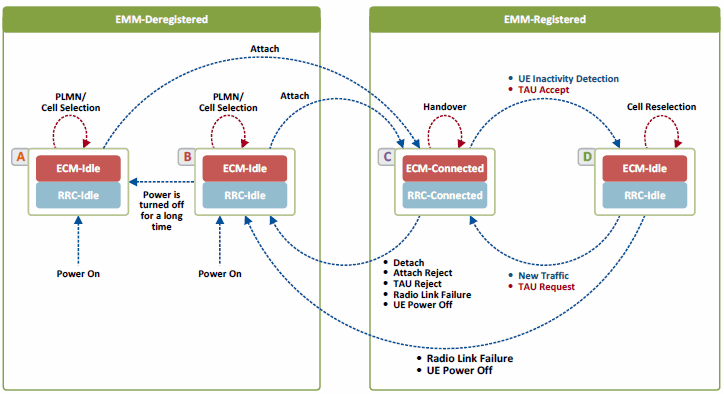 EMM-Deregistered
EMM-Registered
Attach
PLMN/
Cell Selection
PLMN/
Cell Selection
Attach
Handover
• UE Inactivity Detection
• TAU Accept
Cell Reselection
A
ECM-Idle
RRC-Idle
B
ECM-Idle
RRC-Idle
C
ECM-Connected
RRC-Connected
D
ECM-Idle
RRC-Idle
Power is
turned off
for a long
time
Power On
Power On
• Detach
• Attach Reject
• TAU Reject
• Radio Link Failure
• UE Power Off
• New Traffic
• TAU Request
• Radio Link Failure
• UE Power Off